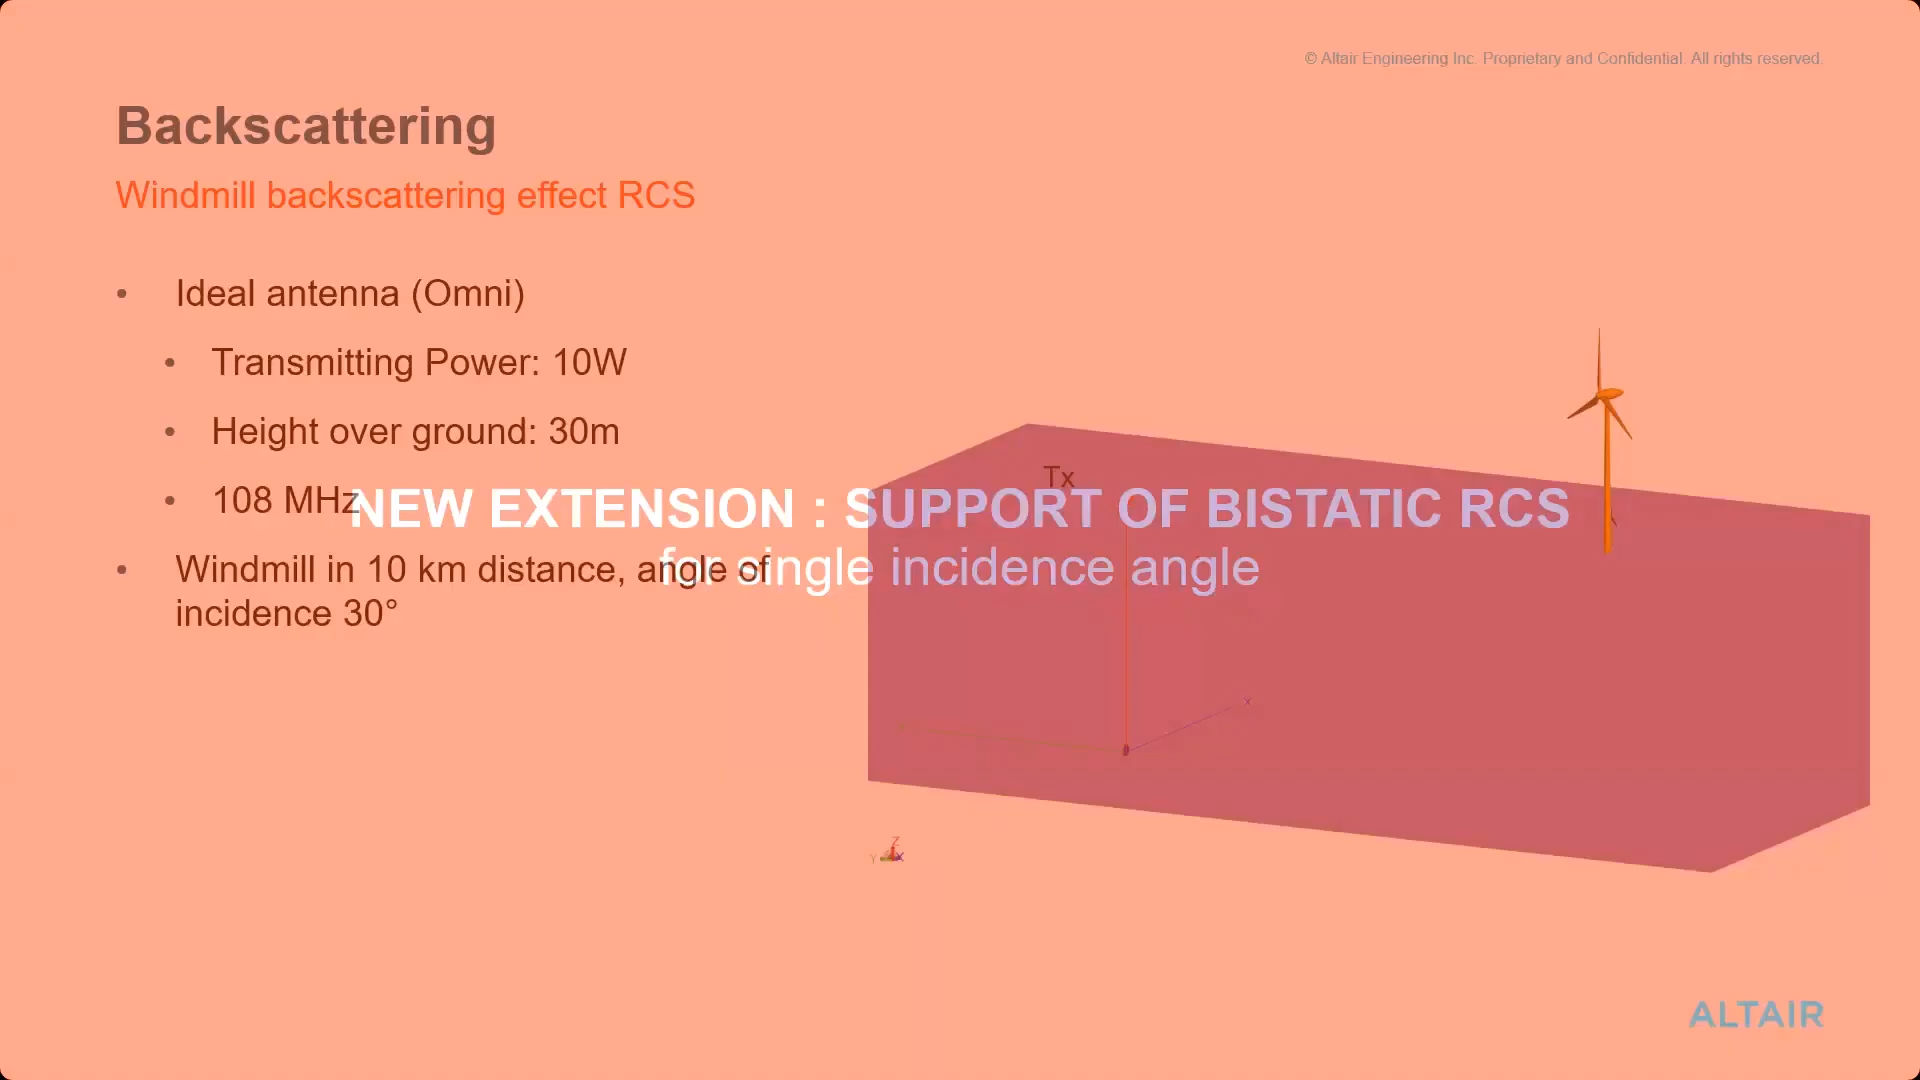 © Altair Engineering Inc. Proprietary and Confidential. All rights reserved.
Backscattering
Windmill backscattering effect RCS
• Ideal antenna (Omni)
• Transmitting Power: 10W
• Height over ground: 30m
• 108 MHz
• Windmill in 10 km distance, angle of
incidence 30°
Tx
NEW EXTENSION : SUPPORT OF BISTATIC RCS
for single incidence angle
X
Z
Y
X
ALTAIR